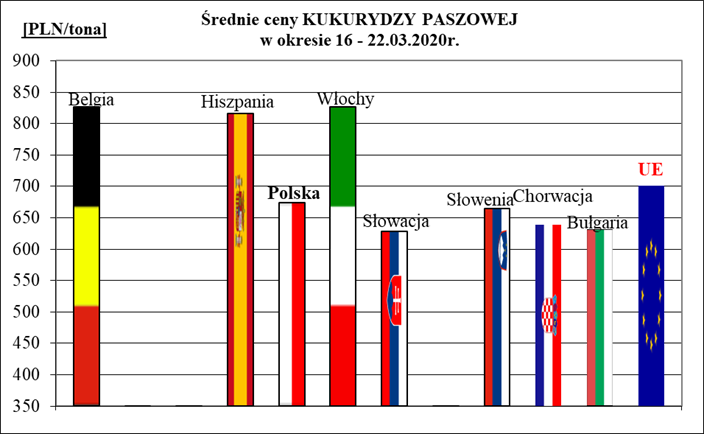 Średnie ceny KUKURYDZY PASZOWEJ
w okresie 16 - 22.03.2020r.
[PLN/tona]
900
850
800
750
700
650
600
550
500
450
400
350
Belgia
Hiszpania
Polska
Włochy
Słowacja
Słowenia
Chorwacja
Bułgaria
UE